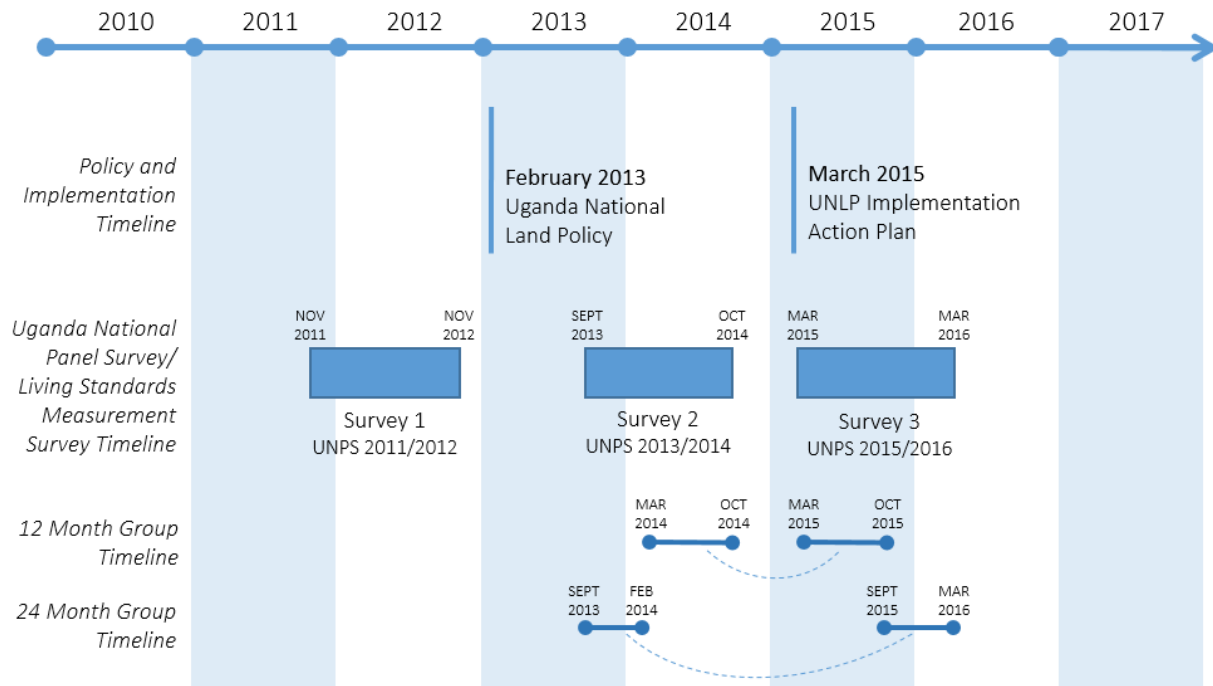 2010 2011 2012 2013 2014 2015 2016 2017
Policy and
Implementation
Timeline
February 2013
Uganda National
Land Policy
March 2015
UNLP Implementation
Action Plan
Uganda National
Panel Survey/
Living Standards
Measurement
Survey Timeline
NOV
2011
NOV
2012
Survey 1
UNPS 2011/2012
SEPT
2013
OCT
2014
Survey 2
UNPS 2013/2014
MAR
2015
MAR
2016
Survey 3
UNPS 2015/2016
12 Month Group
Timeline
MAR
2014
OCT
2014
MAR
2015
OCT
2015
24 Month Group
Timeline
SEPT
2013
FEB
2014
SEPT
2015
MAR
2016